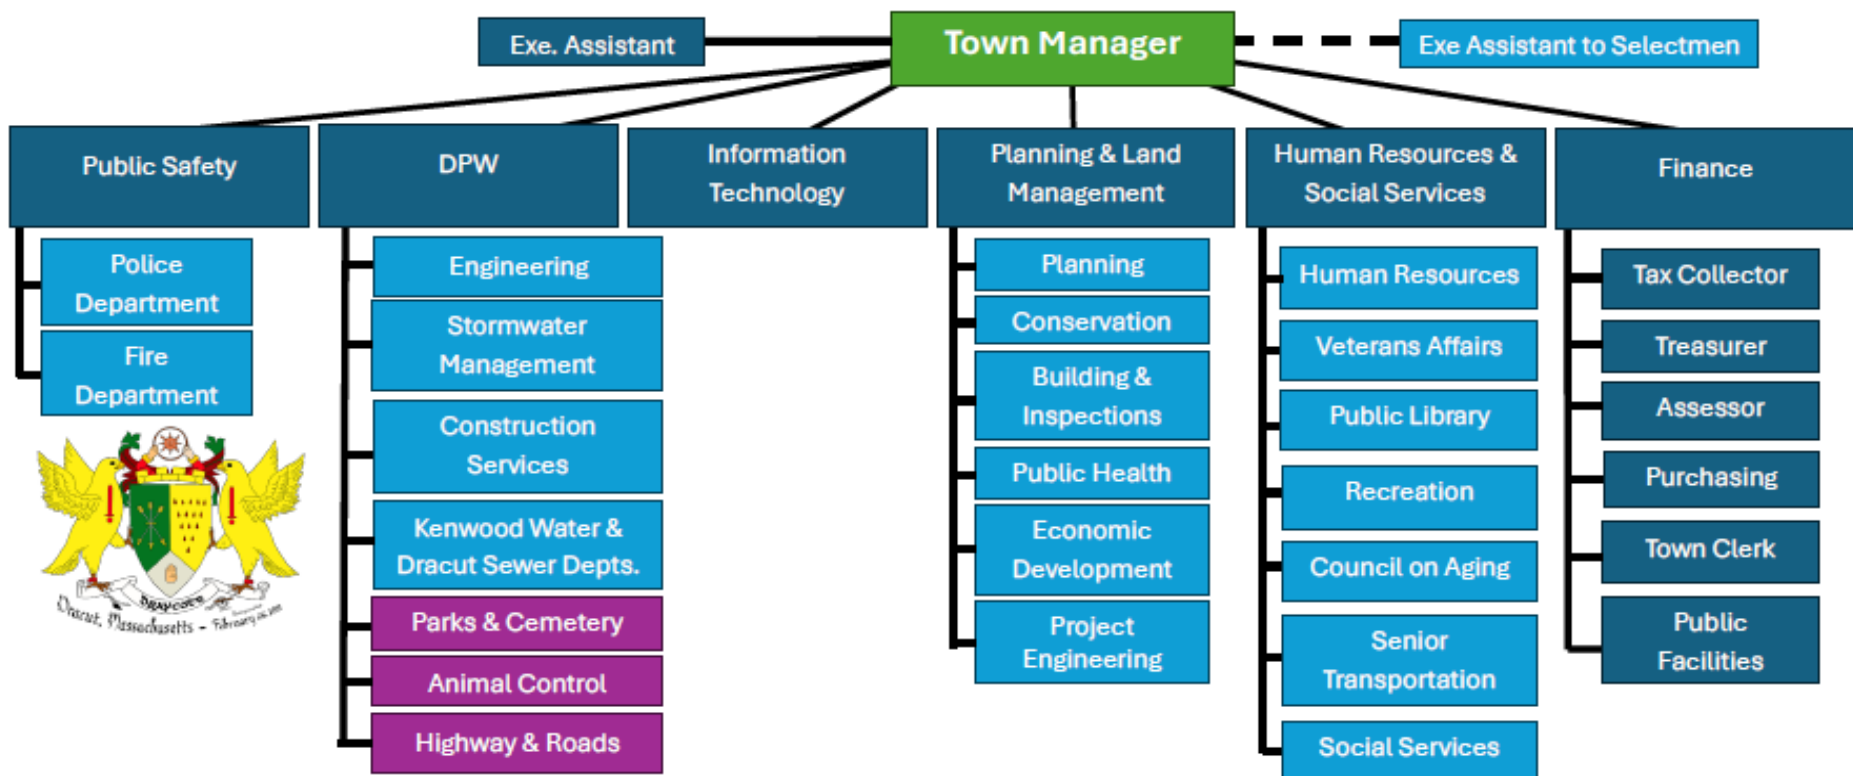 Exe. Assistant
Town Manager
Exe Assistant to Selectmen
Public Safety
DPW
Information
Technology
Planning & Land
Management
Human Resources &
Social Services
Finance
Police
Department
Fire
Department
Engineering
Stormwater
Management
Construction
Services
Kenwood Water &
Dracut Sewer Depts.
Parks & Cemetery
Animal Control
Highway & Roads
Planning
Conservation
Building &
Inspections
Public Health
Economic
Development
Project
Engineering
Human Resources
Veterans Affairs
Public Library
Recreation
Council on Aging
Senior
Transportation
Social Services
Tax Collector
Treasurer
Assessor
Purchasing
Town Clerk
Public
Facilities
Dracut, Massachusetts -